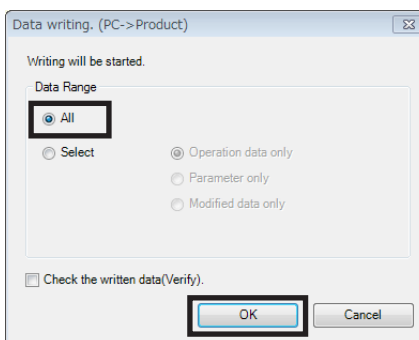 Data writing. (PC->Product)
Writing will be started.
Data Range
All
Select
Operation data only
Parameter only
Modified data only
Check the written data(Verify).
OK
Cancel